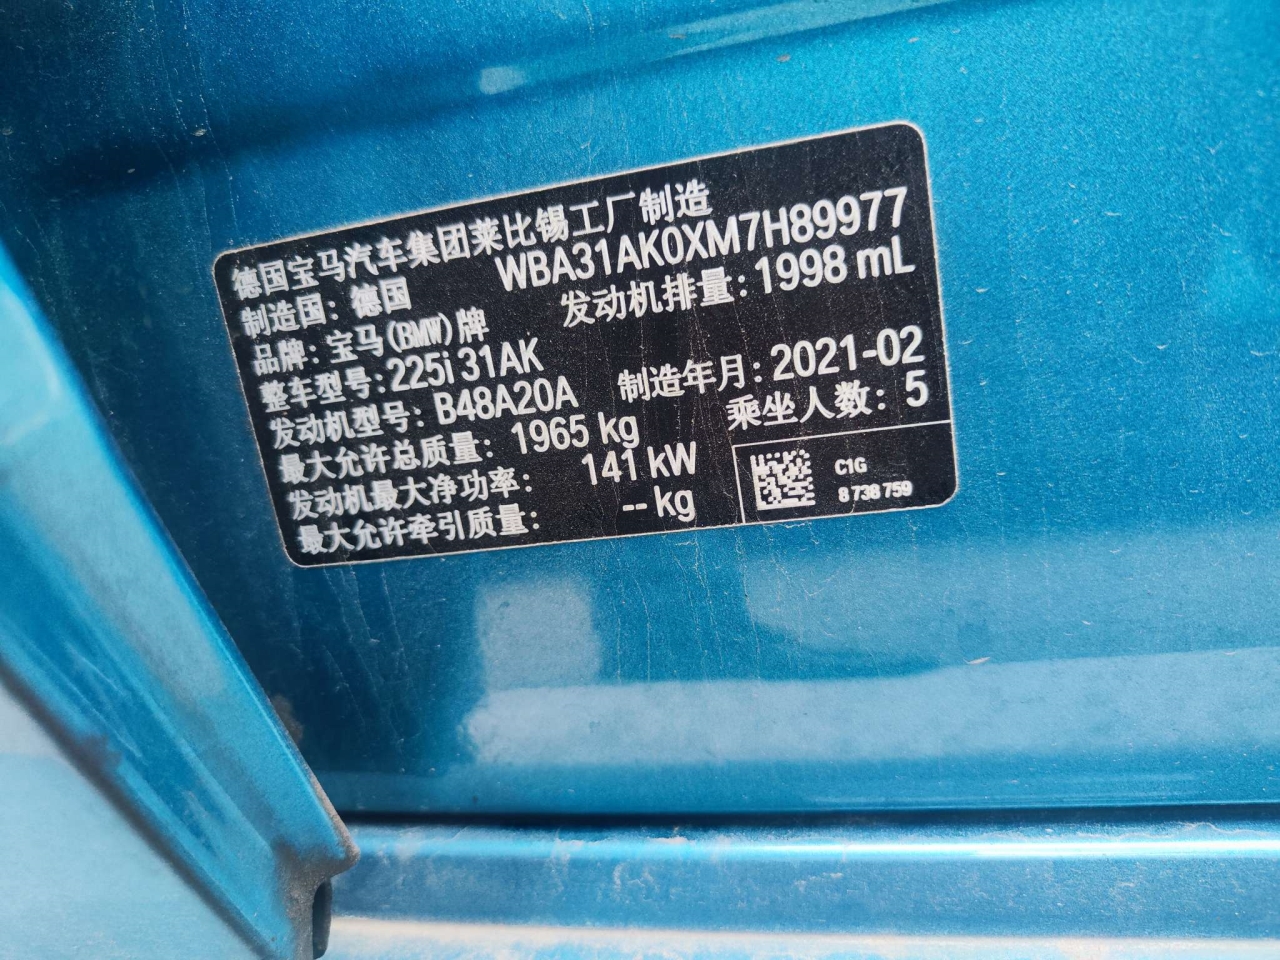 德国宝马汽车集团莱比锡工厂制造
制造国：德国 WBA31AK0XM7H89977
品牌：宝马(BMW)牌 发动机排量：1998 mL
整车型号：225i 31AK
发动机型号：B48A20A 制造年月：2021-02
最大允许总质量：1965 kg 乘坐人数：5
发动机最大净功率：141 kW
最大允许牵引质量：-- kg
C1G
8 738 759